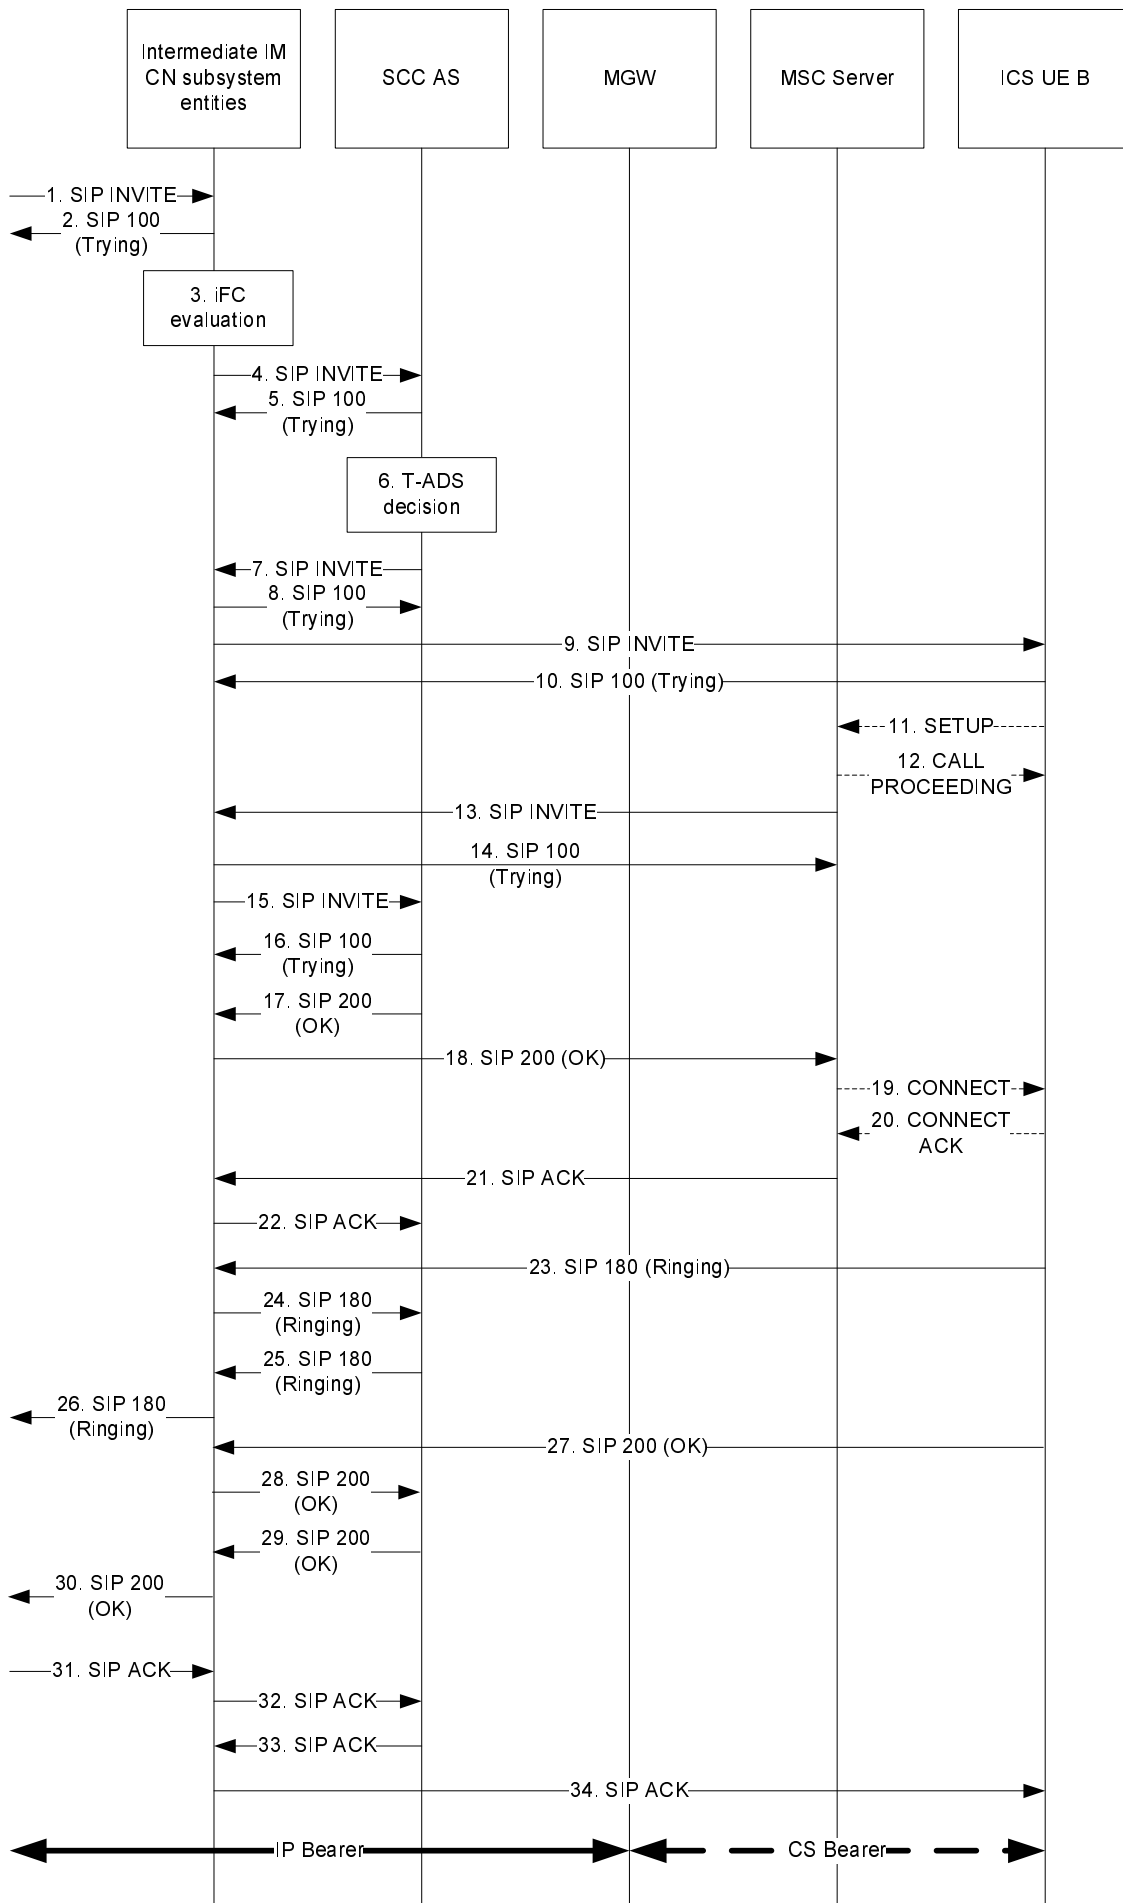 Intermediate IM
CN subsystem
entities
SCC AS
MGW
MSC Server
ICS UE B
1. SIP INVITE
2. SIP 100
(Trying)
3. iFC
evaluation
4. SIP INVITE
5. SIP 100
(Trying)
6. T-ADS
decision
7. SIP INVITE
8. SIP 100
(Trying)
9. SIP INVITE
10. SIP 100 (Trying)
11. SETUP
12. CALL
PROCEEDING
13. SIP INVITE
14. SIP 100
(Trying)
15. SIP INVITE
16. SIP 100
(Trying)
17. SIP 200
(OK)
18. SIP 200 (OK)
19. CONNECT
20. CONNECT
ACK
21. SIP ACK
22. SIP ACK
23. SIP 180 (Ringing)
24. SIP 180
(Ringing)
25. SIP 180
(Ringing)
26. SIP 180
(Ringing)
27. SIP 200 (OK)
28. SIP 200
(OK)
29. SIP 200
(OK)
30. SIP 200
(OK)
31. SIP ACK
32. SIP ACK
33. SIP ACK
34. SIP ACK
IP Bearer
CS Bearer